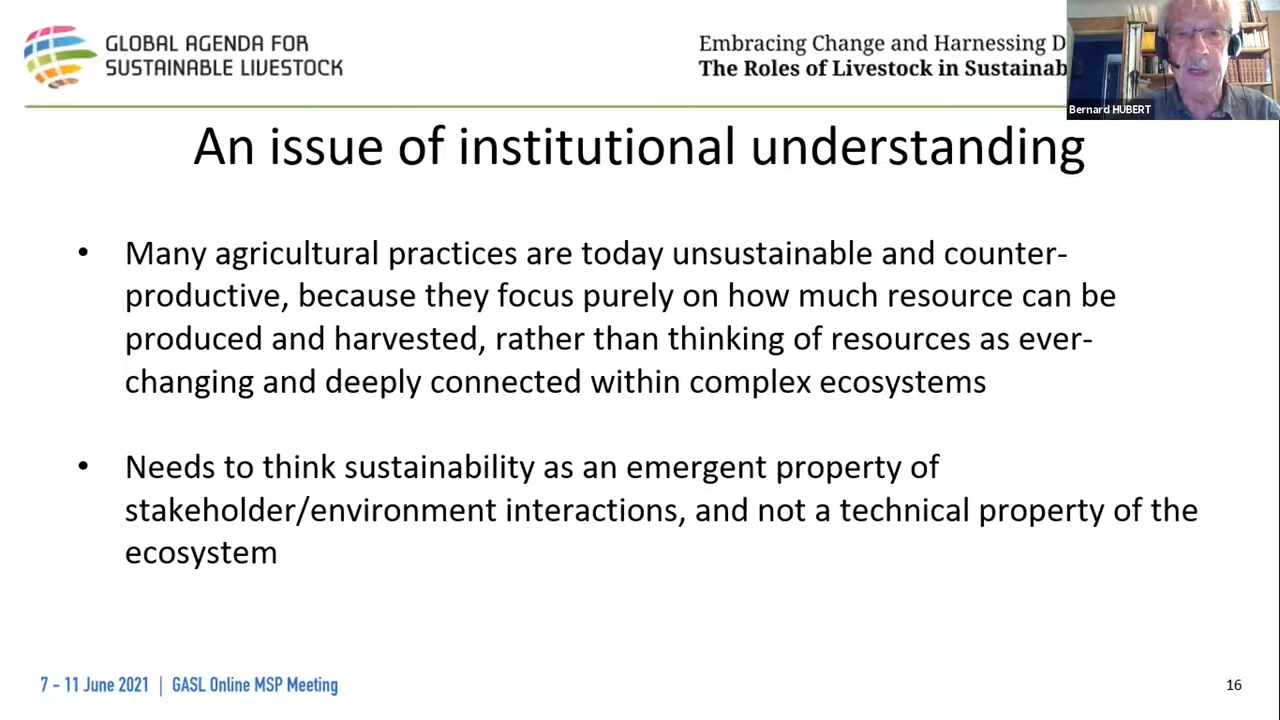 GLOBAL AGENDA FOR
SUSTAINABLE LIVESTOCK
Embracing Change and Harnessing
The Roles of Livestock in
Bernard HUBERT
An issue of institutional understanding
• Many agricultural practices are today unsustainable and counter-
productive, because they focus purely on how much resource can be
produced and harvested, rather than thinking of resources as ever-
changing and deeply connected within complex ecosystems
• Needs to think sustainability as an emergent property of
stakeholder/environment interactions, and not a technical property of the
ecosystem
7 – 11 June 2021 | GASL Online MSP Meeting
16